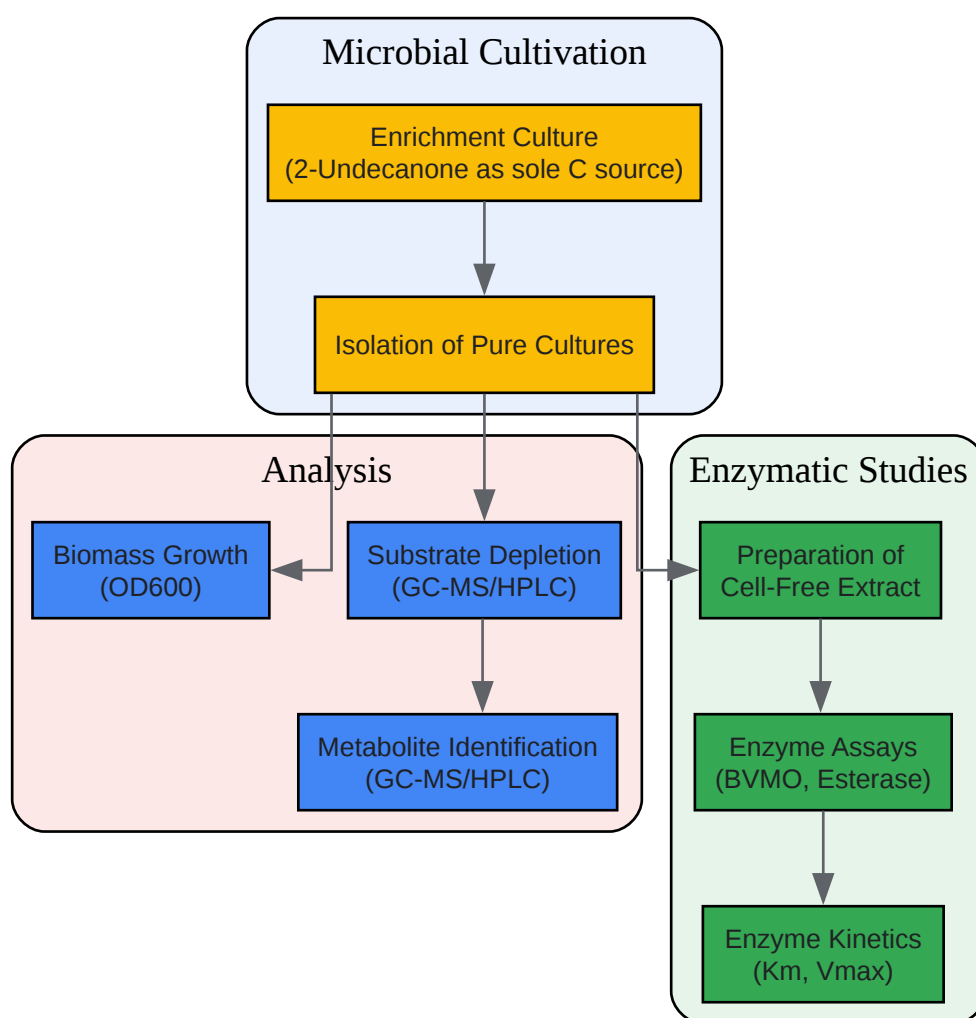 Microbial Cultivation
Enrichment Culture
(2-Undecanone as sole C source)
Isolation of Pure Cultures
Analysis
Biomass Growth
(OD600)
Substrate Depletion
(GC-MS/HPLC)
Metabolite Identification
(GC-MS/HPLC)
Enzymatic Studies
Preparation of
Cell-Free Extract
Enzyme Assays
(BVMO, Esterase)
Enzyme Kinetics
(Km, Vmax)